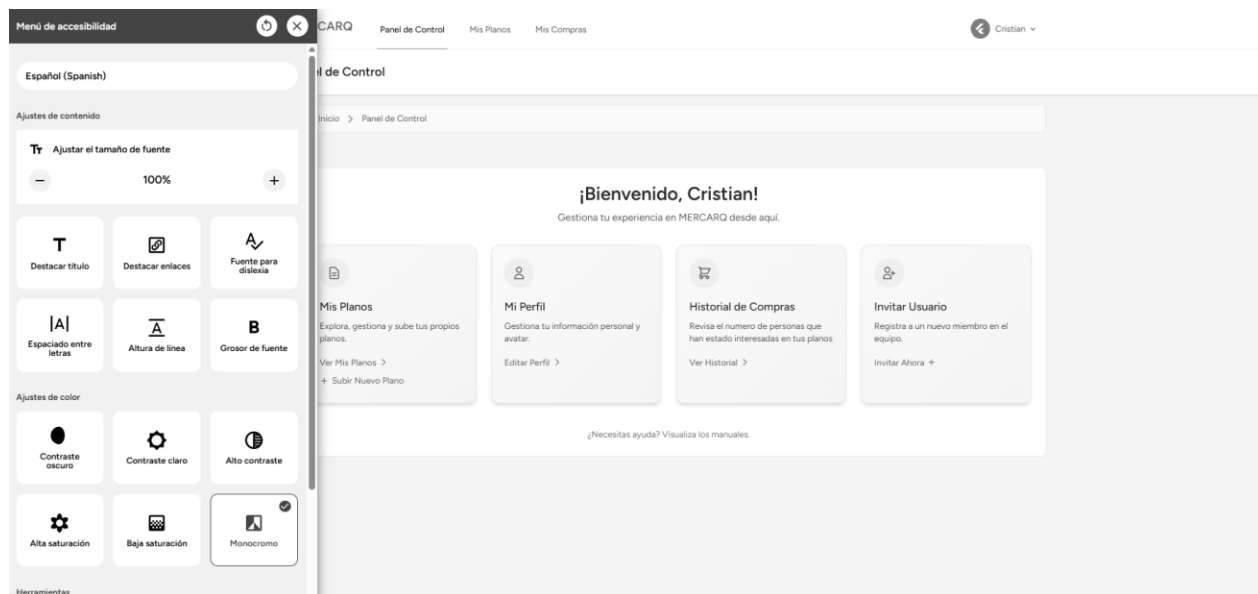 Menú de accesibilidad
Español (Spanish)
Ajustes de contenido
Ajustar el tamaño de fuente
100%
Destacar título
Destacar enlaces
Fuente para
dislexia
Espaciado entre
letras
Altura de línea
Grosor de fuente
Ajustes de color
Contraste
oscuro
Contraste claro
Alto contraste
Alta saturación
Baja saturación
Monocromo
Herramientas
CARQ
Panel de Control
Mis Planos
Mis Compras
Cristian
el de Control
Inicio > Panel de Control
¡Bienvenido, Cristian!
Gestiona tu experiencia en MERCARQ desde aquí.
Mis Planos
Explora, gestiona y sube tus propios
planos.
Ver Mis Planos >
+ Subir Nuevo Plano
Mi Perfil
Gestiona tu información personal y
avatar.
Editar Perfil >
Historial de Compras
Revisa el numero de personas que
han estado interesadas en tus planos
Ver Historial >
Invitar Usuario
Registra a un nuevo miembro en el
equipo.
Invitar Ahora +
¿Necesitas ayuda? Visualiza los manuales.